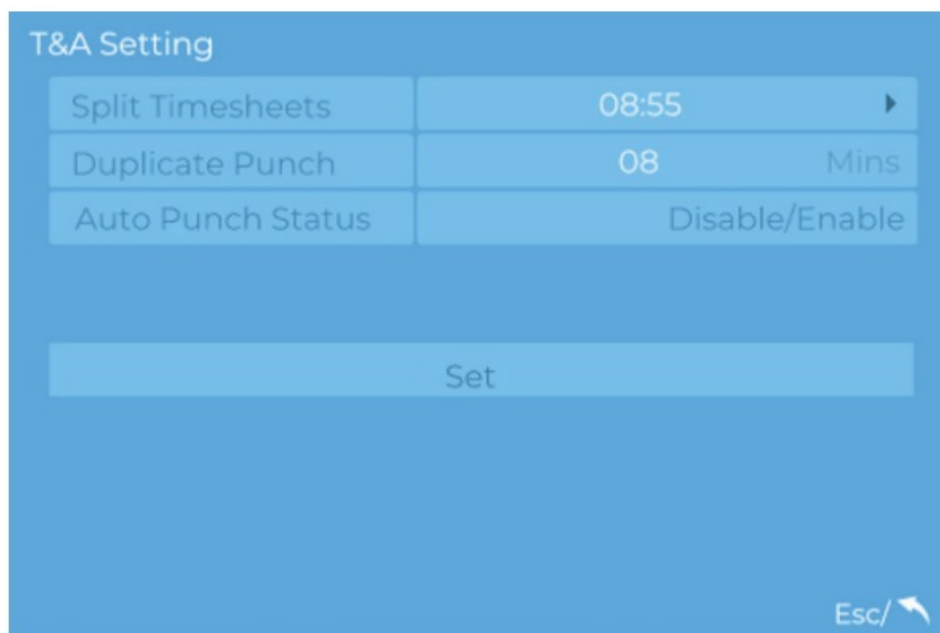 T&A Setting
Split Timesheets 08:55
Duplicate Punch 08 Mins
Auto Punch Status Disable/Enable
Set
Esc/